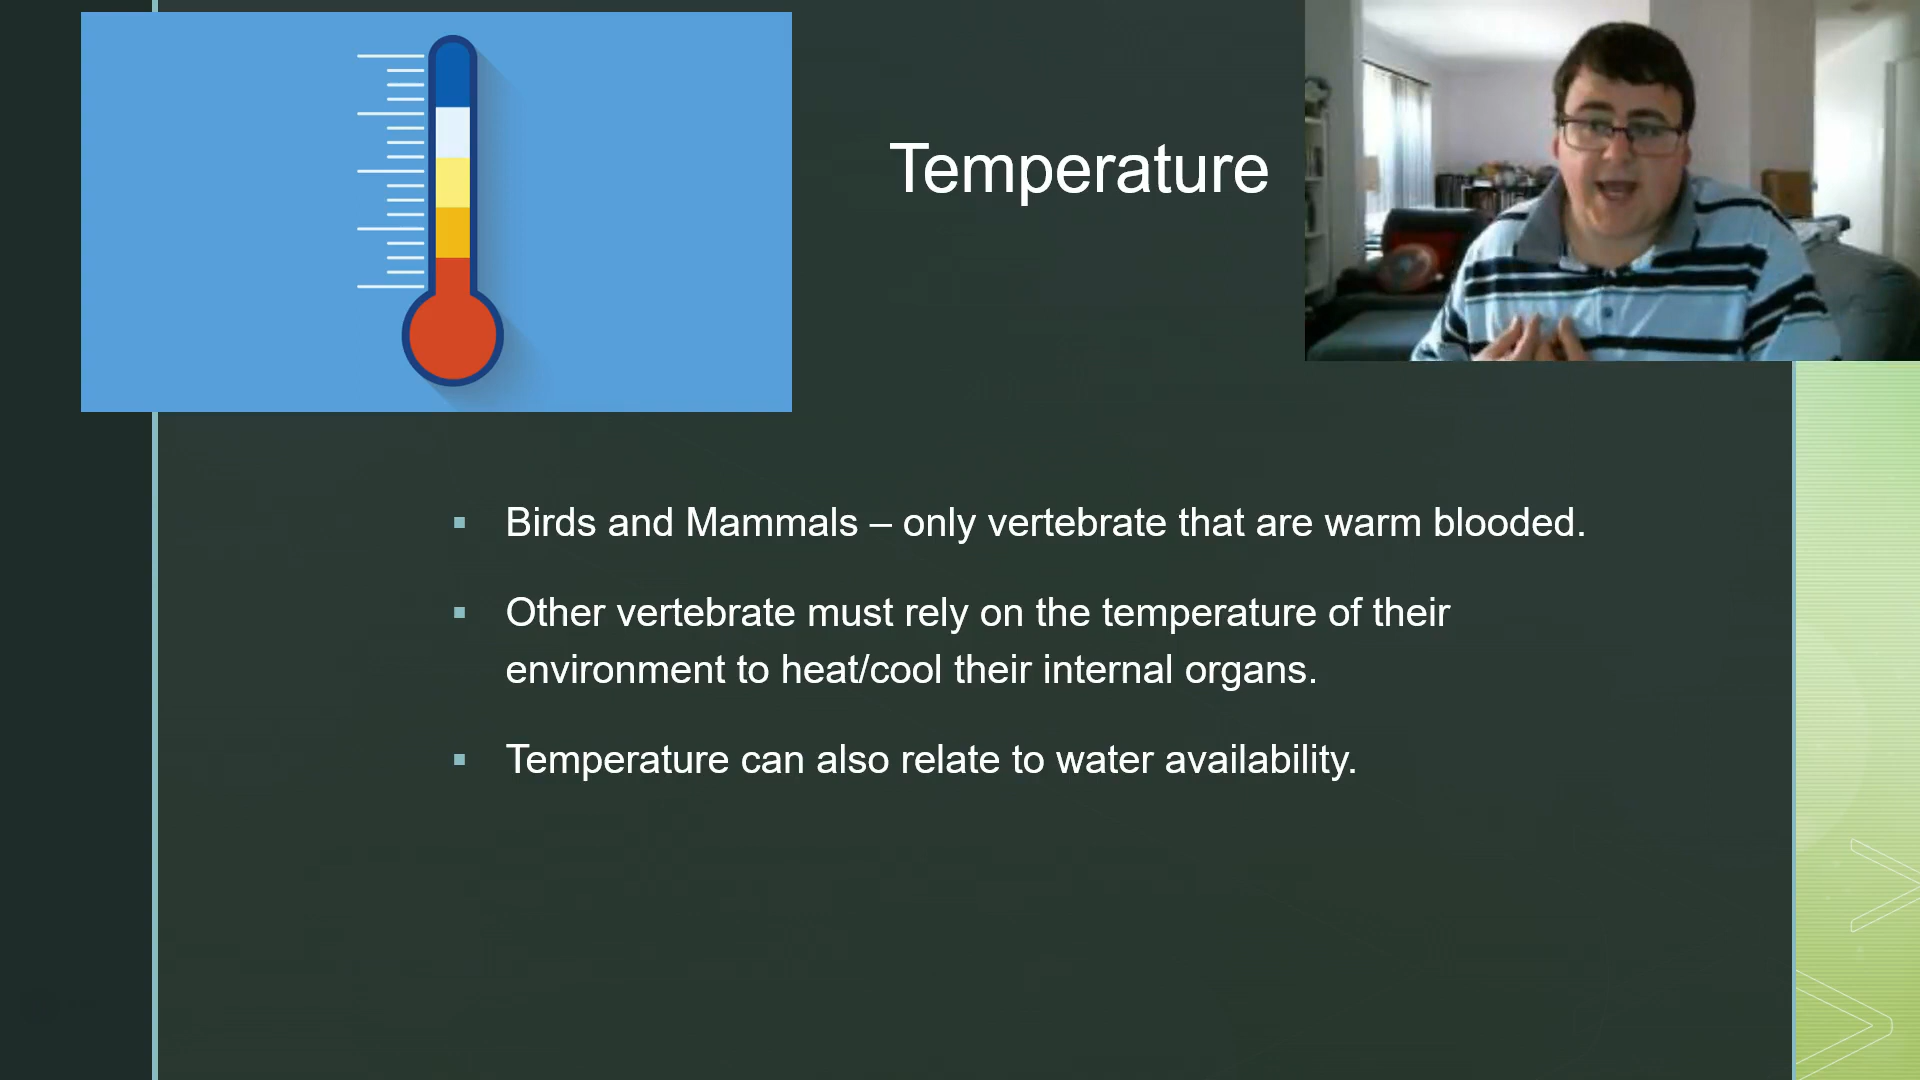 Temperature
Birds and Mammals – only vertebrate that are warm blooded.
Other vertebrate must rely on the temperature of their
environment to heat/cool their internal organs.
Temperature can also relate to water availability.